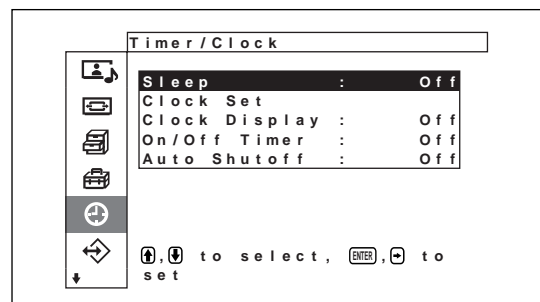 Timer/Clock
Sleep : Off
Clock Set
Clock Display : Off
On/Off Timer : Off
Auto Shutoff : Off
↑,↓ to select, ENTER,→ to
set